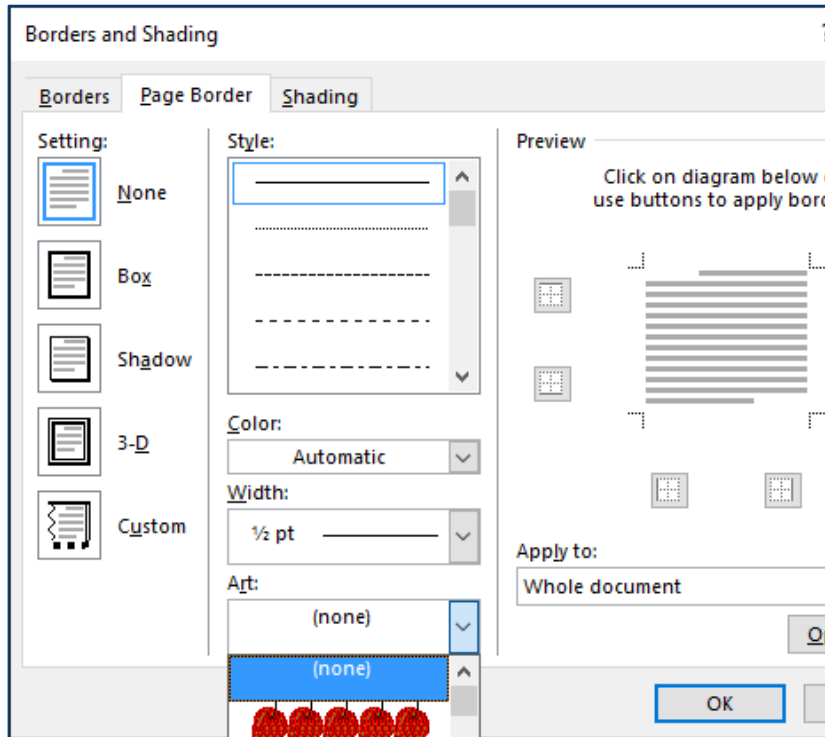 Borders and Shading
Borders
Page Border
Shading
Setting:
None
Box
Shadow
3-D
Custom
Style:
Color:
Automatic
Width:
½ pt
Art:
(none)
(none)
Preview
Click on diagram below
use buttons to apply
Apply to:
Whole document
OK